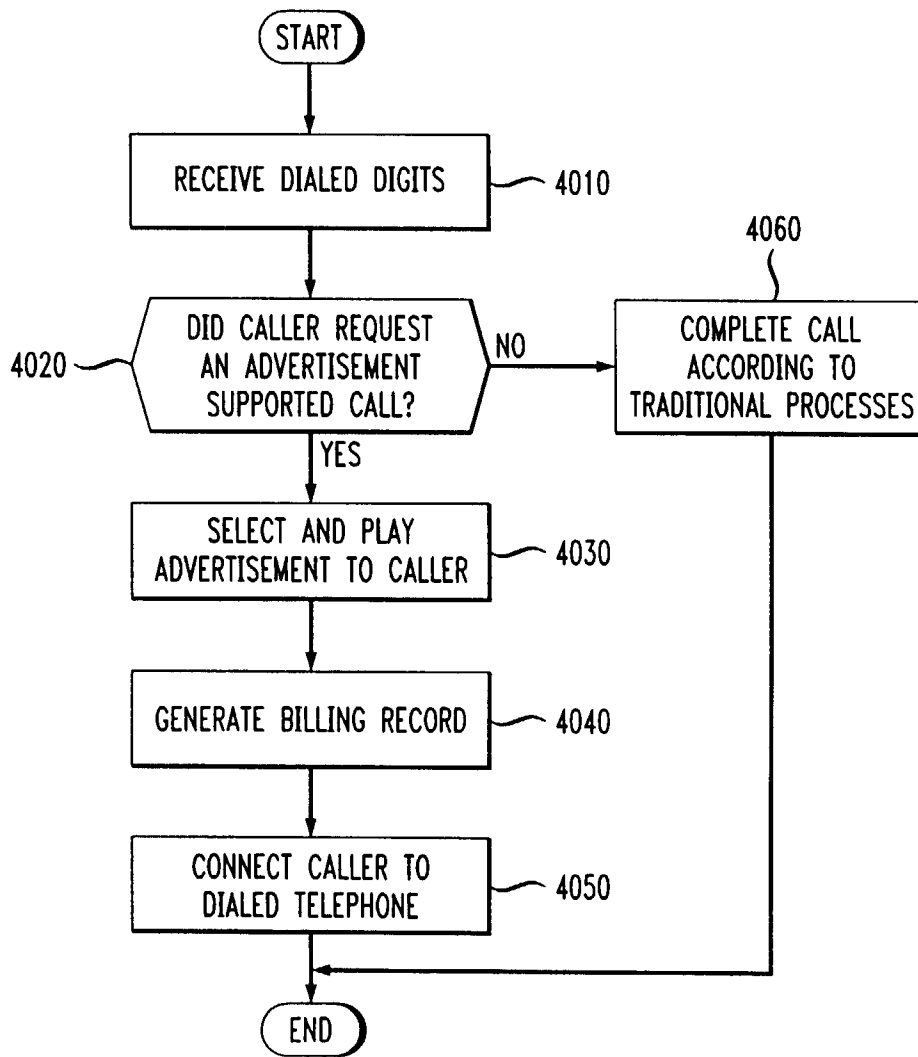 START
RECEIVE DIALED DIGITS
4010
4060
DID CALLER REQUEST
AN ADVERTISEMENT
SUPPORTED CALL?
4020
NO
COMPLETE CALL
ACCORDING TO
TRADITIONAL PROCESSES
YES
SELECT AND PLAY
ADVERTISEMENT TO CALLER
4030
GENERATE BILLING RECORD
4040
CONNECT CALLER TO
DIALED TELEPHONE
4050
END